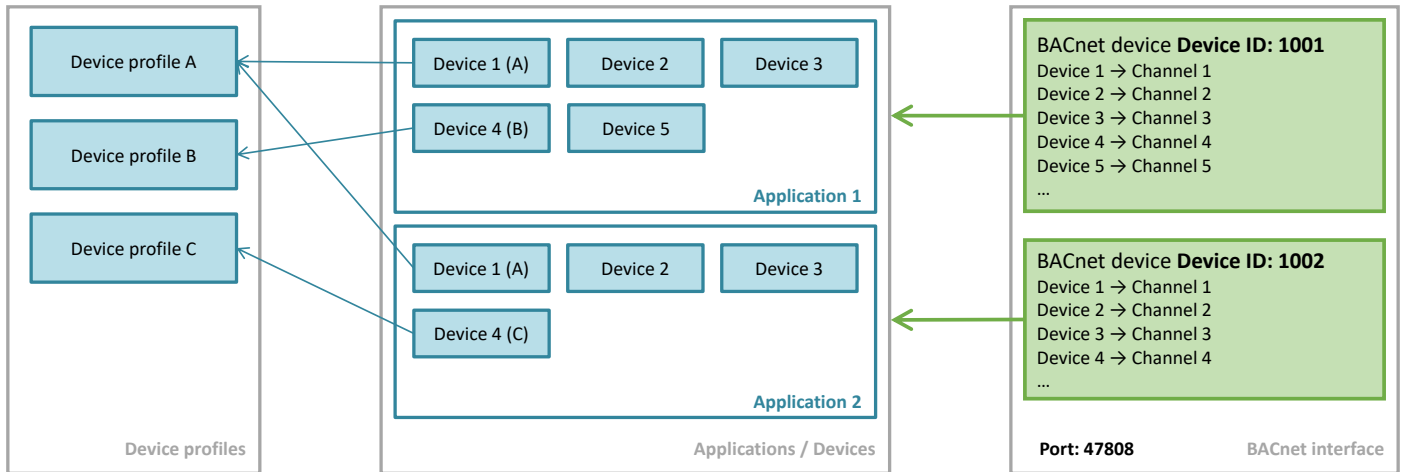 Device profile A
Device profile B
Device profile C
Device profiles
Device 1 (A)
Device 2
Device 3
Device 4 (B)
Device 5
Application 1
Device 1 (A)
Device 2
Device 3
Device 4 (C)
Application 2
Applications / Devices
BACnet device Device ID: 1001
Device 1 → Channel 1
Device 2 → Channel 2
Device 3 → Channel 3
Device 4 → Channel 4
Device 5 → Channel 5
...
BACnet device Device ID: 1002
Device 1 → Channel 1
Device 2 → Channel 2
Device 3 → Channel 3
Device 4 → Channel 4
...
Port: 47808
BACnet interface